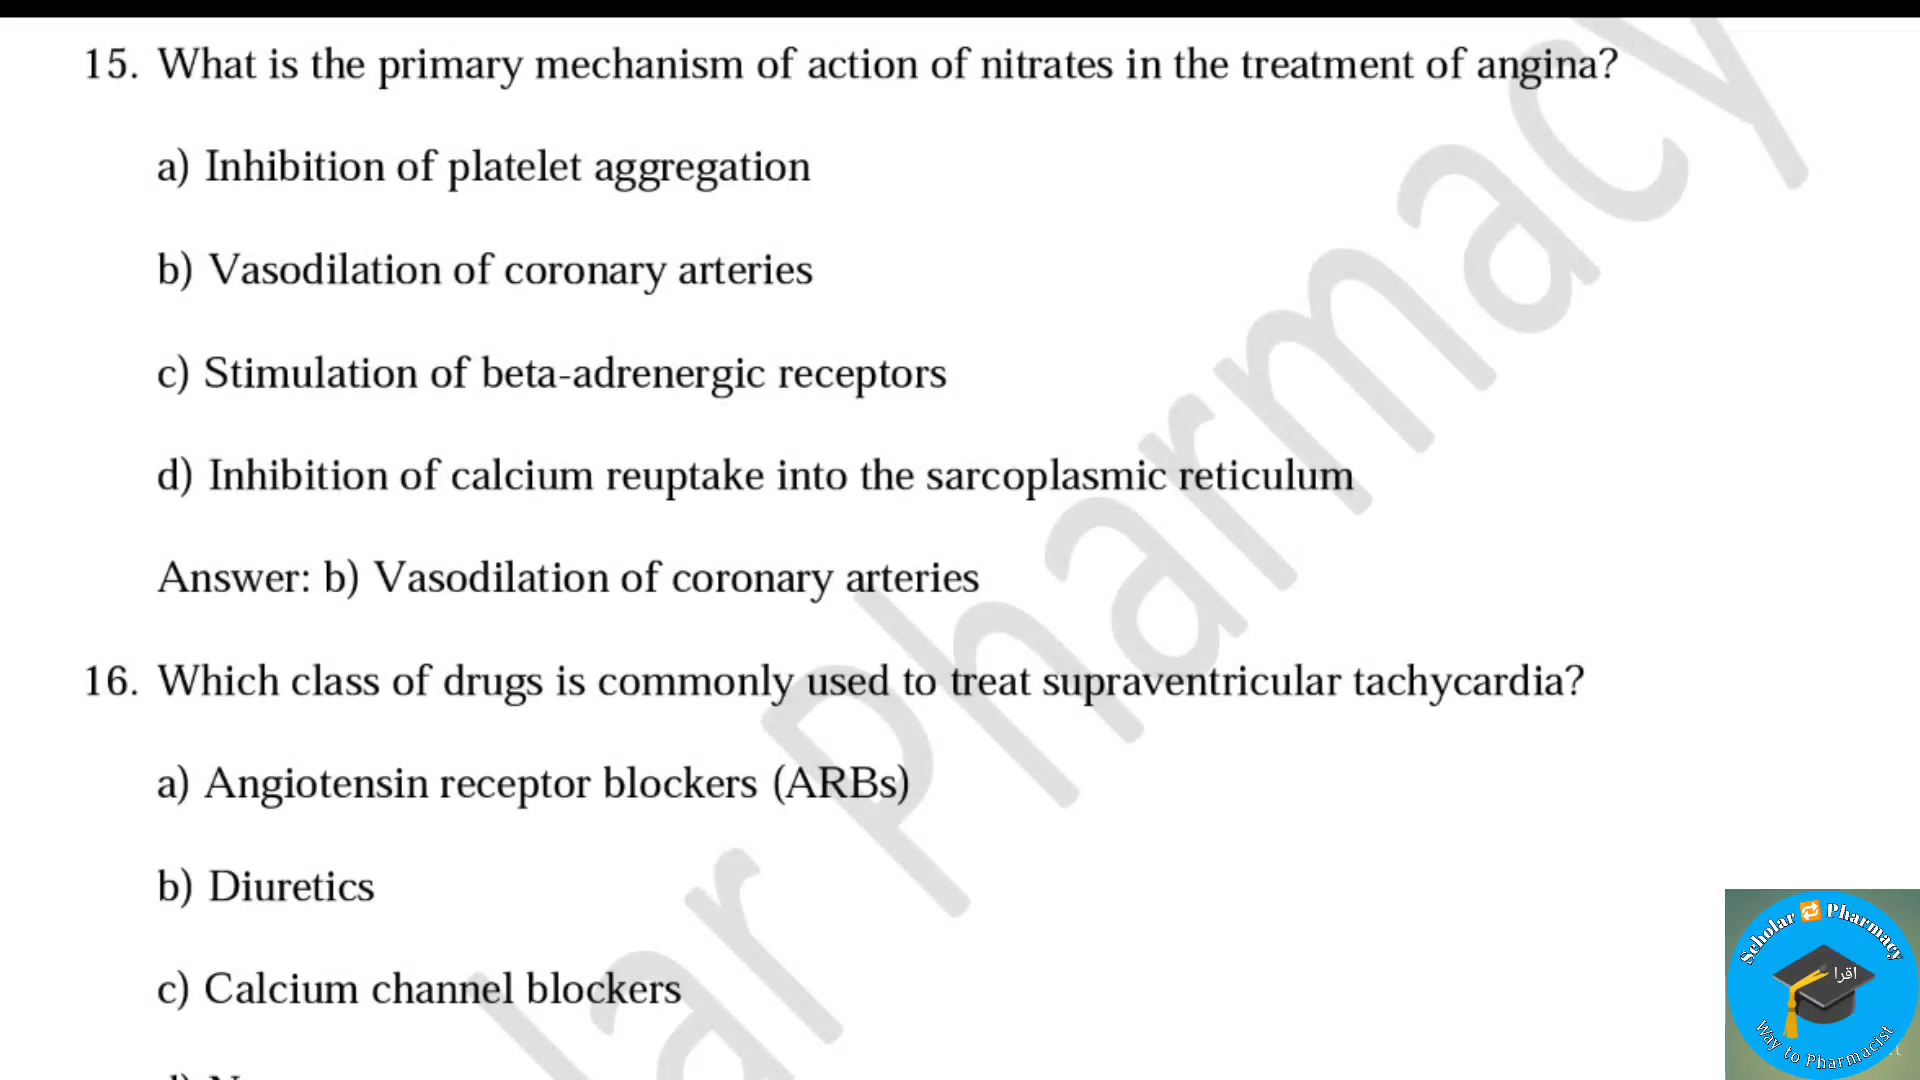 15. What is the primary mechanism of action of nitrates in the treatment of angina?
a) Inhibition of platelet aggregation
b) Vasodilation of coronary arteries
c) Stimulation of beta-adrenergic receptors
d) Inhibition of calcium reuptake into the sarcoplasmic reticulum
Answer: b) Vasodilation of coronary arteries
16. Which class of drugs is commonly used to treat supraventricular tachycardia?
a) Angiotensin receptor blockers (ARBs)
b) Diuretics
c) Calcium channel blockers
lar Pharmacy
Scholar 🔁 Pharmacy
اقرا
Way to Pharmacist